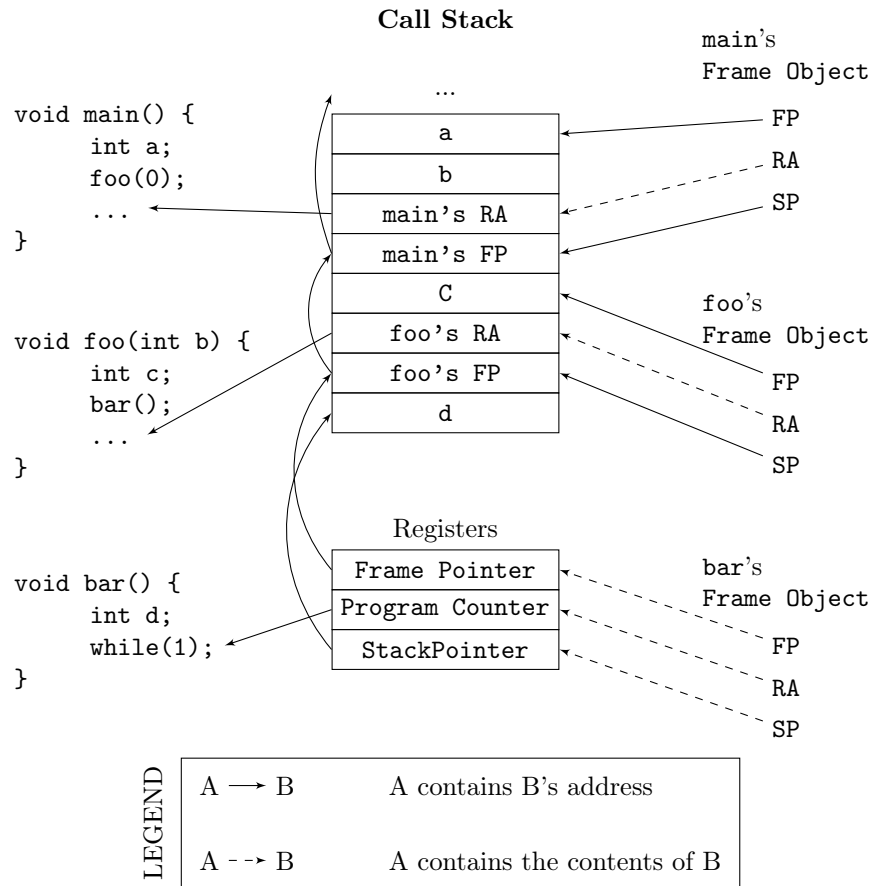 Call Stack
void main() {
int a;
foo(0);
...
}
void foo(int b) {
int c;
bar();
...
}
void bar() {
int d;
while(1);
}
...
a
b
main's RA
main's FP
C
foo's RA
foo's FP
d
Registers
Frame Pointer
Program Counter
StackPointer
main's
Frame Object
FP
RA
SP
foo's
Frame Object
FP
RA
SP
bar's
Frame Object
FP
RA
SP
LEGEND
A B A contains B's address
A B A contains the contents of B